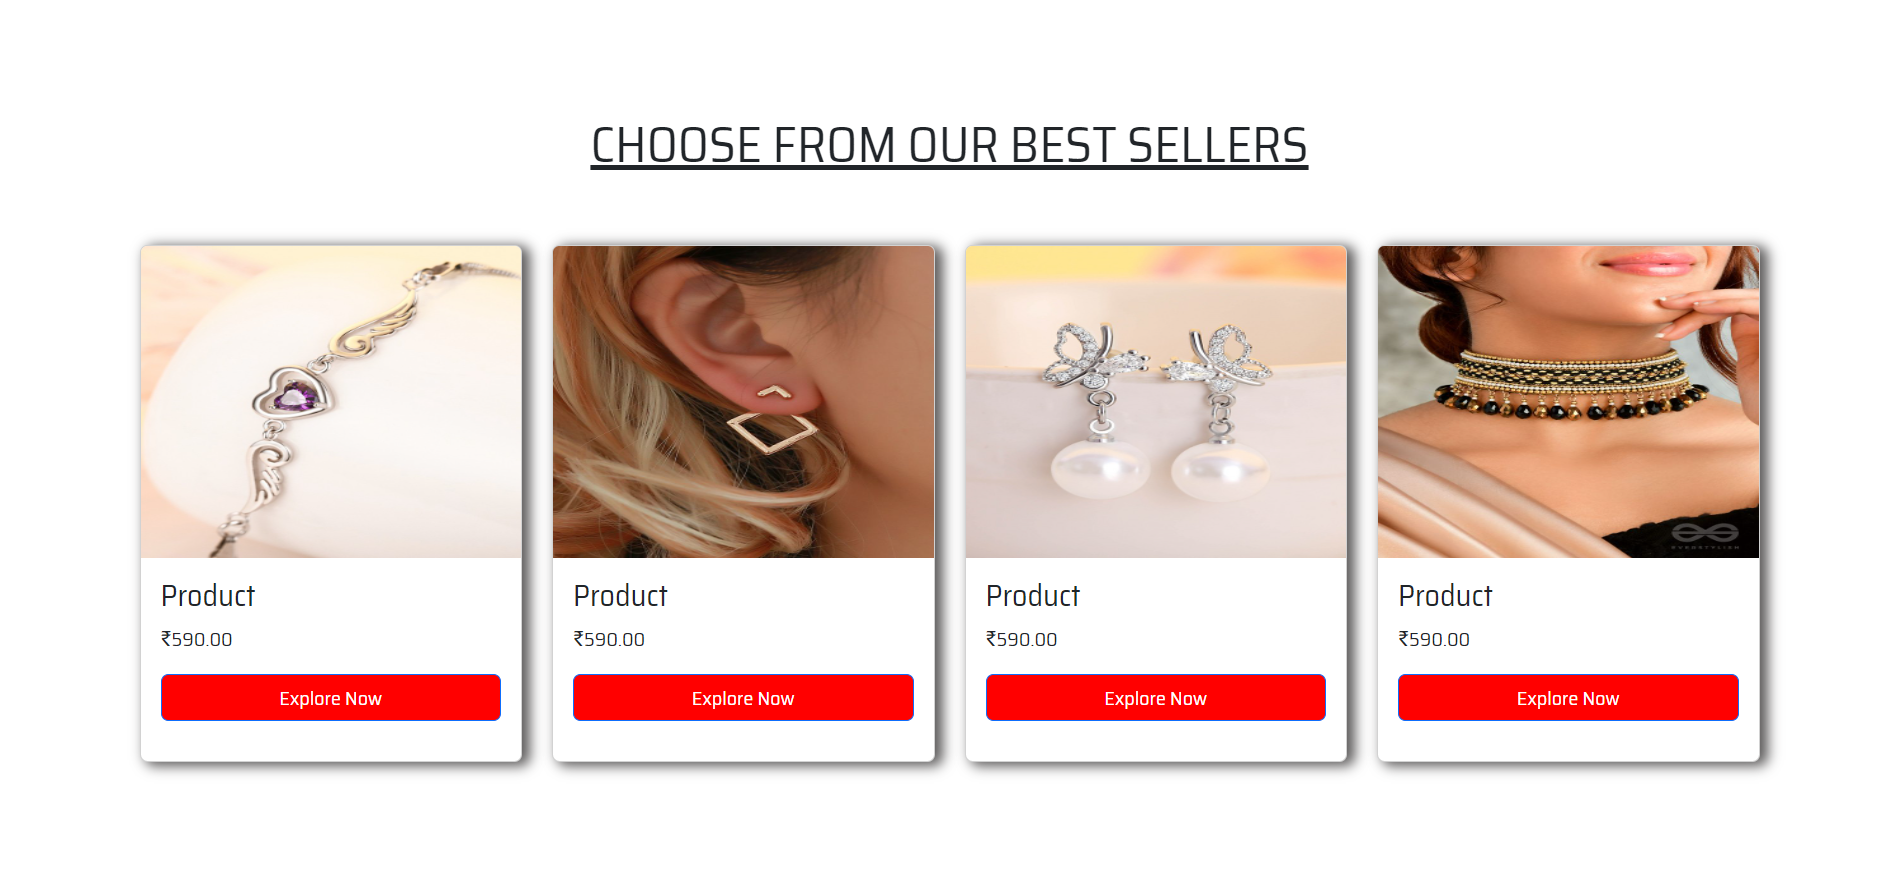 CHOOSE FROM OUR BEST SELLERS
Product
₹590.00
Explore Now
Product
₹590.00
Explore Now
Product
₹590.00
Explore Now
EVERSTYLISH
Product
₹590.00
Explore Now